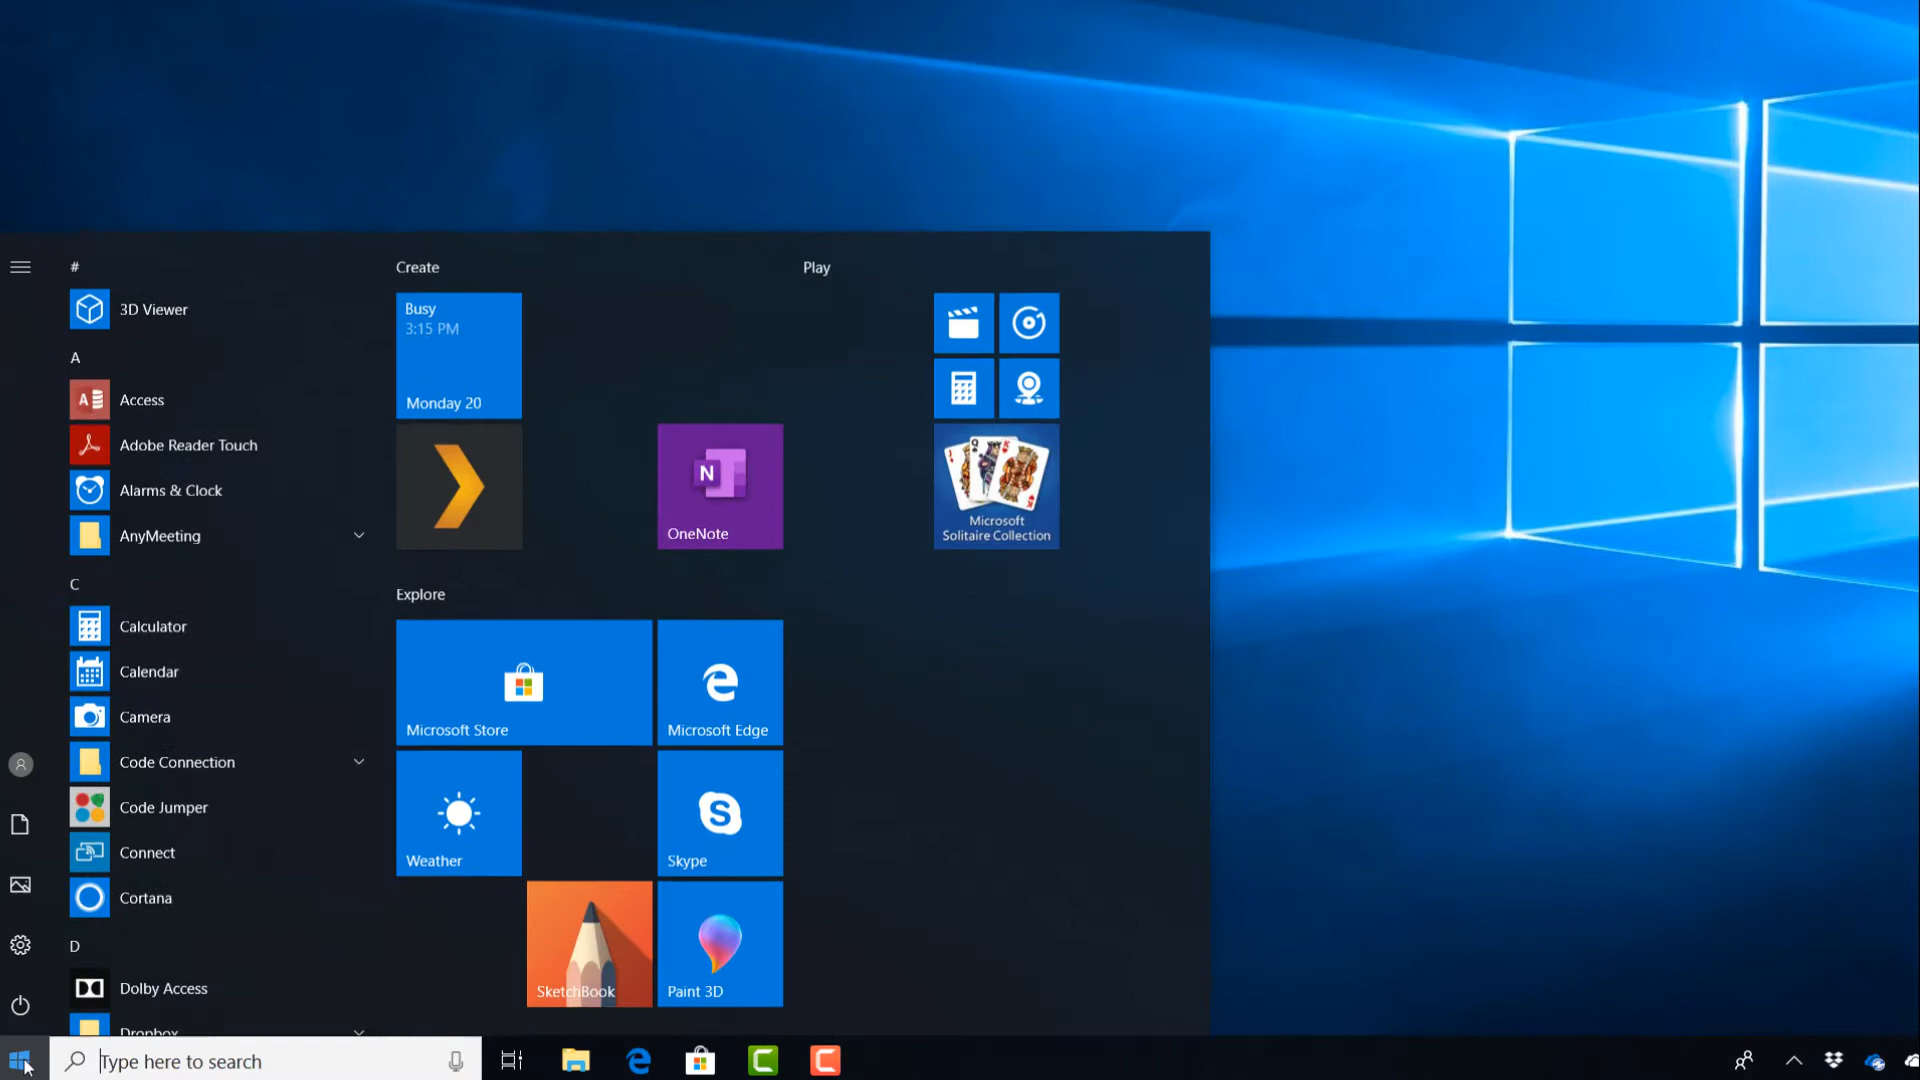 #
3D Viewer
A
Access
Adobe Reader Touch
Alarms & Clock
AnyMeeting
C
Calculator
Calendar
Camera
Code Connection
Code Jumper
Connect
Cortana
D
Dolby Access
Dropbox
Create
Busy
3:15 PM
Monday 20
N
OneNote
Explore
Microsoft Store
Microsoft Edge
Weather
Skype
SketchBook
Paint 3D
Play
Microsoft
Solitaire Collection
Type here to search